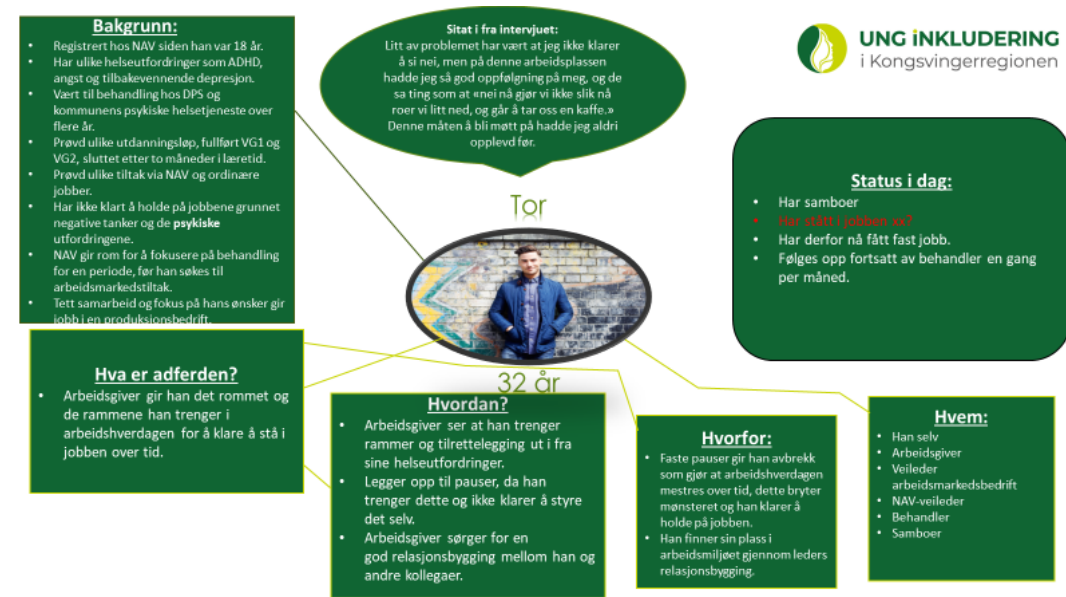 Bakgrunn:
• Registrert hos NAV siden han var 18 år.
• Har ulike helseutfordringer som ADHD,
angst og tilbakevennende depresjon.
• Vært til behandling hos DPS og
kommunens psykiske helsetjeneste over
flere år.
• Prøvd ulike utdanningsløp, fullført VG1 og
VG2, sluttet etter to måneder i læretid.
• Prøvd ulike tiltak via NAV og ordinære
jobber.
• Har ikke klart å holde på jobbene grunnet
negative tanker og de psykiske
utfordringene.
• NAV gir rom for å fokusere på behandling
for en periode, før han søkes til
arbeidsmarkedstiltak.
• Tett samarbeid og fokus på hans ønsker gir
jobb i en produksjonsbedrift.
Sitat i fra intervjuet:
Litt av problemet har vært at jeg ikke klarer
å si nei, men på denne arbeidsplassen
hadde jeg så god oppfølgning på meg, og de
sa ting som at «nei nå gjør vi ikke slik nå
roer vi litt ned, og går å tar oss en kaffe.»
Denne måten å bli møtt på hadde jeg aldri
opplevd før.
UNG iNKLUDERING
i Kongsvingerregionen
Status i dag:
• Har samboer
• Har stått i jobben xx?
• Har derfor nå fått fast jobb.
• Følges opp fortsatt av behandler en gang
per måned.
Tor
32 år
Hva er adferden?
• Arbeidsgiver gir han det rommet og
de rammene han trenger i
arbeidshverdagen for å klare å stå i
jobben over tid.
Hvordan?
• Arbeidsgiver ser at han trenger
rammer og tilrettelegging ut i fra
sine helseutfordringer.
• Legger opp til pauser, da han
trenger dette og ikke klarer å styre
det selv.
• Arbeidsgiver sørger for en
god relasjonsbygging mellom han og
andre kollegaer.
Hvorfor:
• Faste pauser gir han avbrekk
som gjør at arbeidshverdagen
mestres over tid, dette bryter
mønsteret og han klarer å
holde på jobben.
• Han finner sin plass i
arbeidsmiljøet gjennom leders
relasjonsbygging.
Hvem:
• Han selv
• Arbeidsgiver
• Veileder
arbeidsmarkedsbedrift
• NAV-veileder
• Behandler
• Samboer